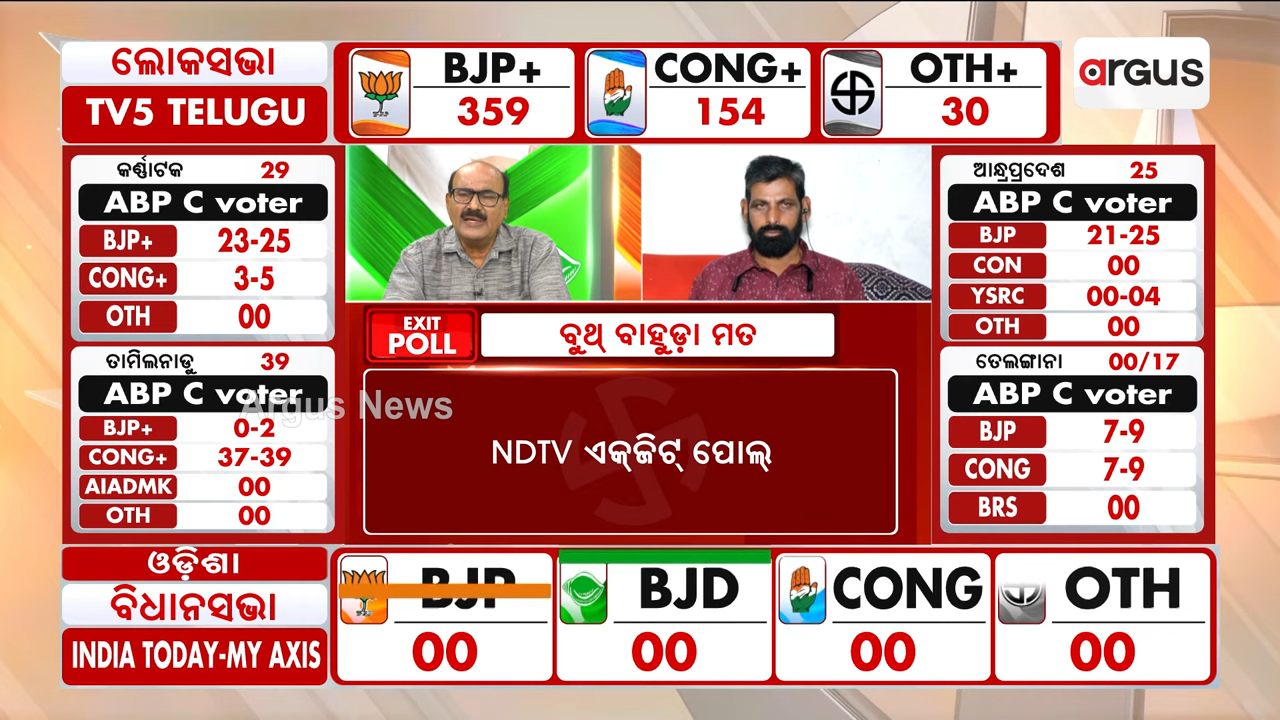 ଲୋକସଭା
TV5 TELUGU
BJP+
359
CONG+
154
OTH+
30
argus
କର୍ଣ୍ଣାଟକ 29
ABP C voter
BJP+ 23-25
CONG+ 3-5
OTH 00
ତାମିଲନାଡୁ 39
ABP C voter
BJP+ 0-2
CONG+ 37-39
AIADMK 00
OTH 00
EXIT
POLL
ବୁଥ୍ ବାହୁଡ଼ା ମତ
Argus News
NDTV ଏକ୍ଜିଟ୍ ପୋଲ୍
ଆନ୍ଧ୍ରପ୍ରଦେଶ 25
ABP C voter
BJP 21-25
CON 00
YSRC 00-04
OTH 00
ତେଲଙ୍ଗାନା 00/17
ABP C voter
BJP 7-9
CONG 7-9
BRS 00
ଓଡ଼ିଶା
ବିଧାନସଭା
INDIA TODAY-MY AXIS
BJP
00
BJD
00
CONG
00
OTH
00